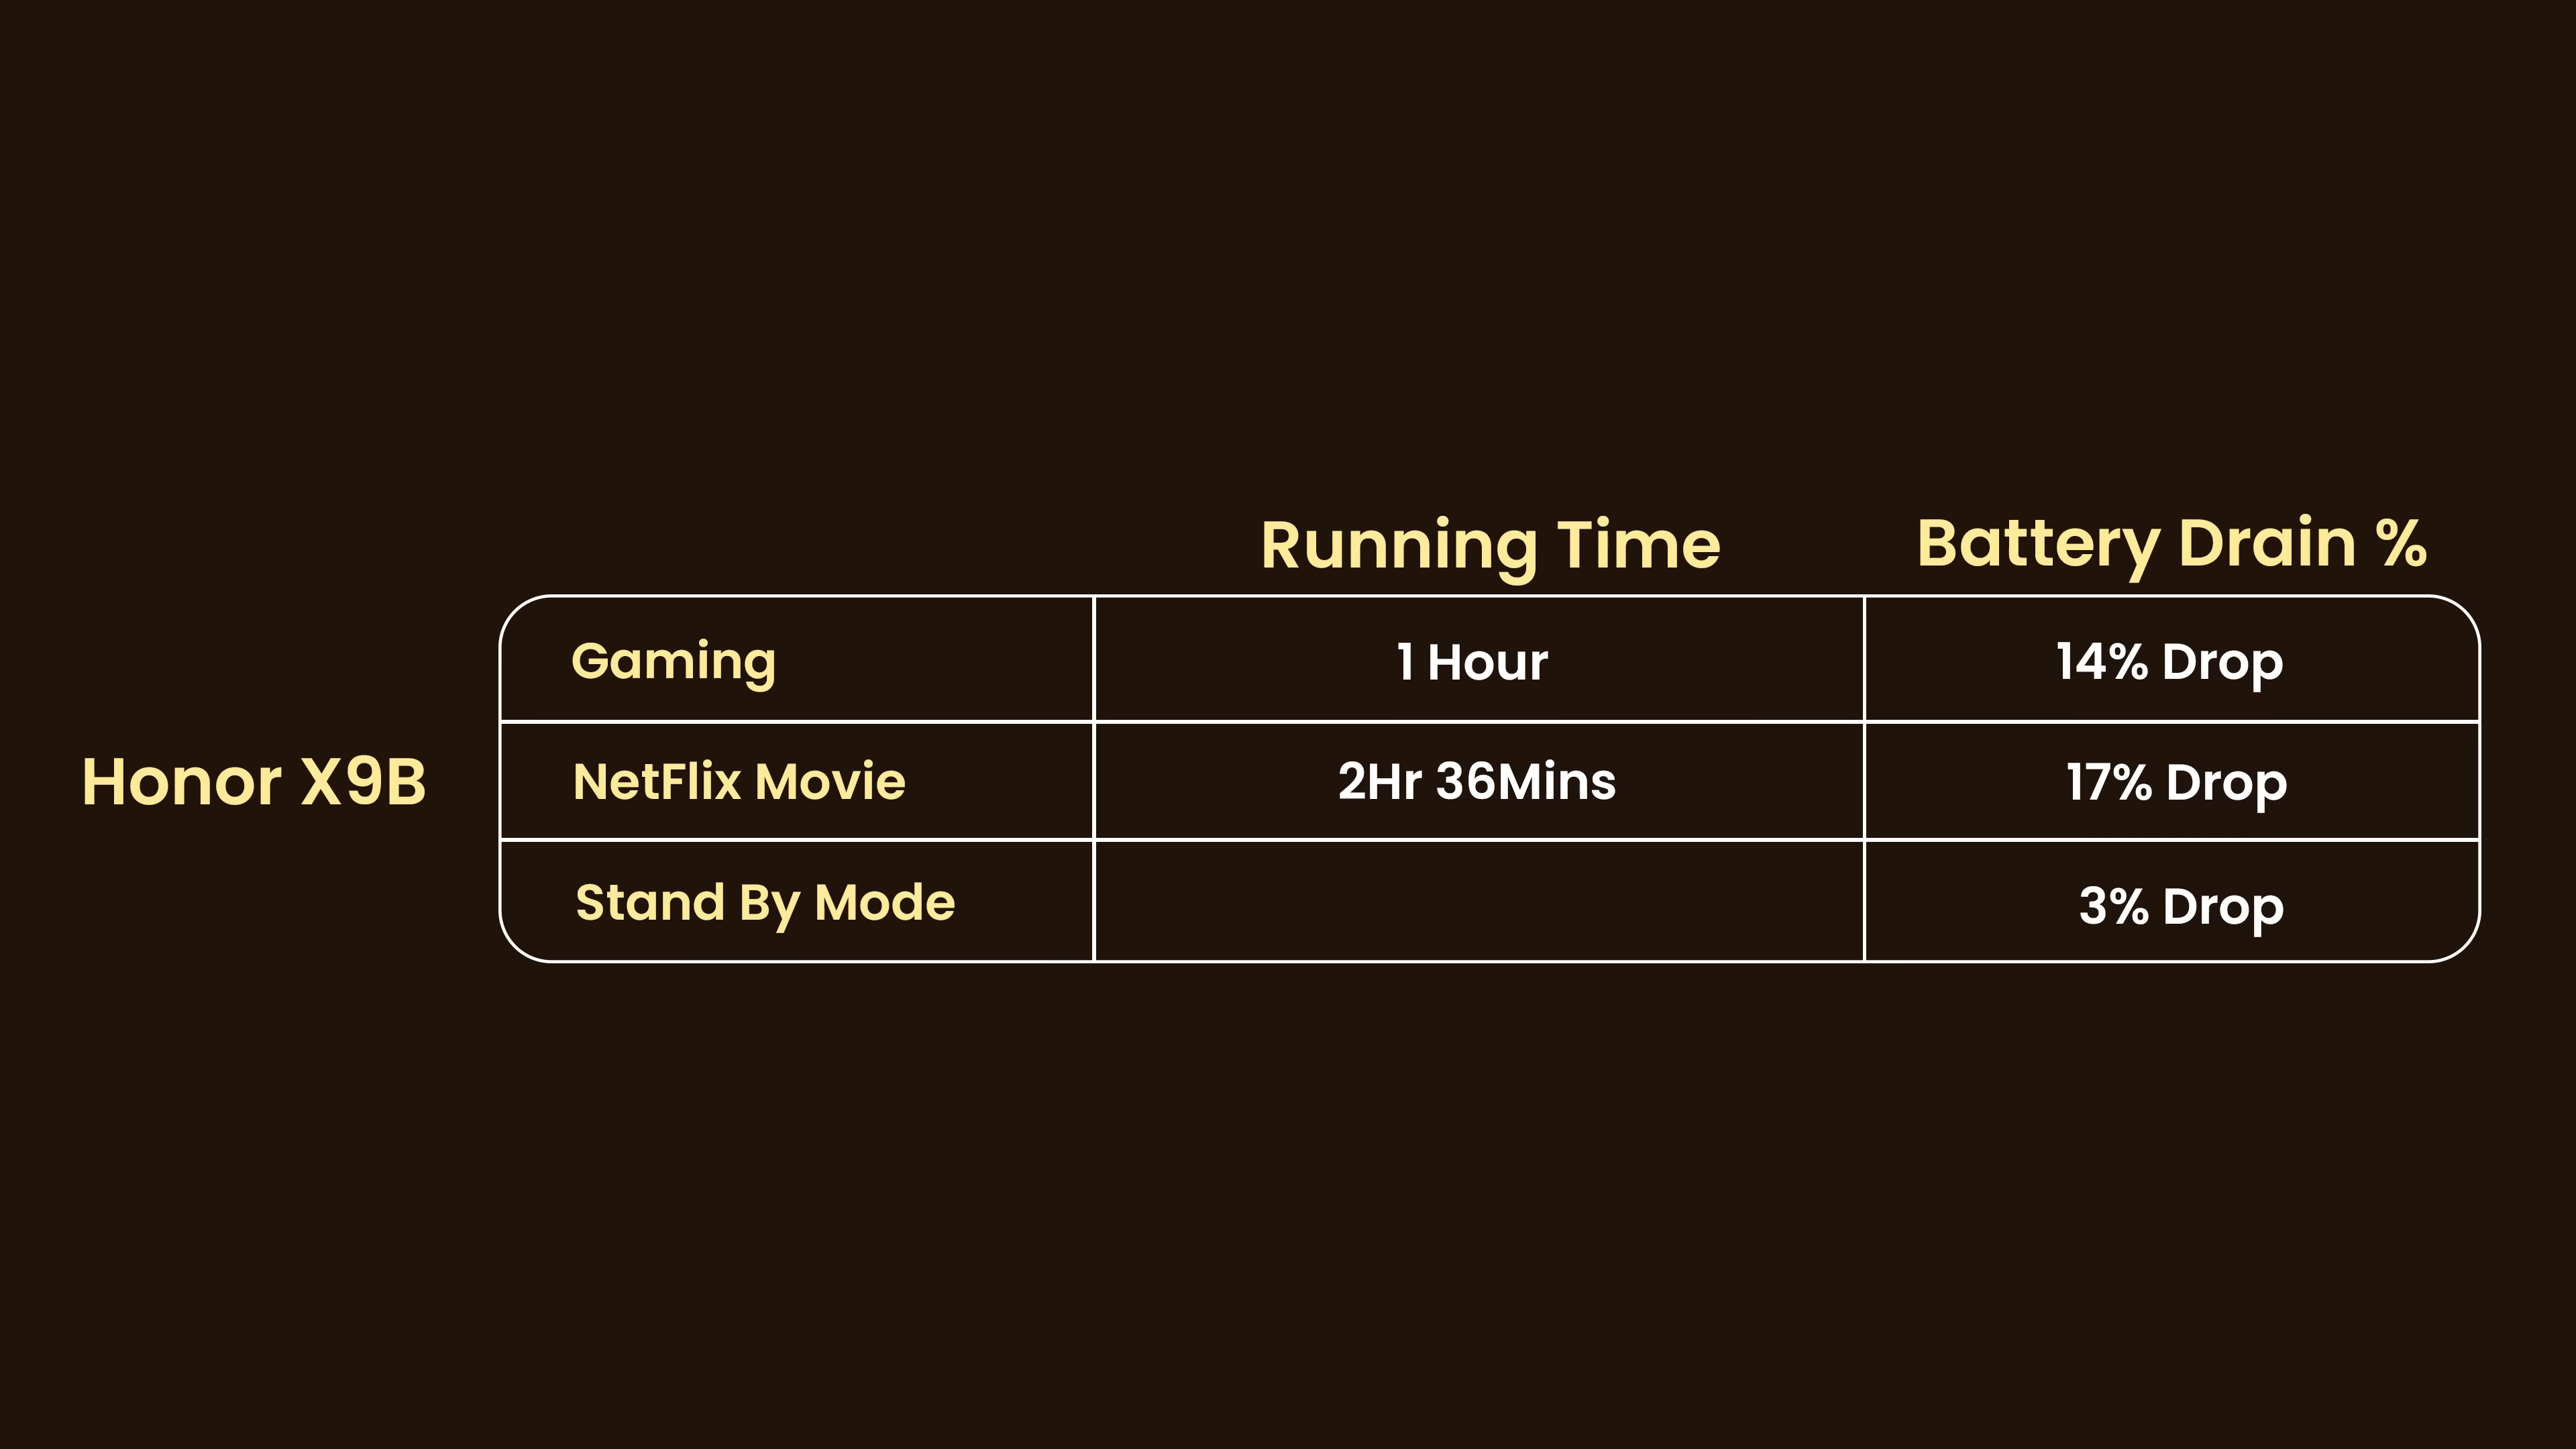 Running Time Battery Drain %
Gaming 1 Hour 14% Drop
Honor X9B NetFlix Movie 2Hr 36Mins 17% Drop
Stand By Mode 3% Drop